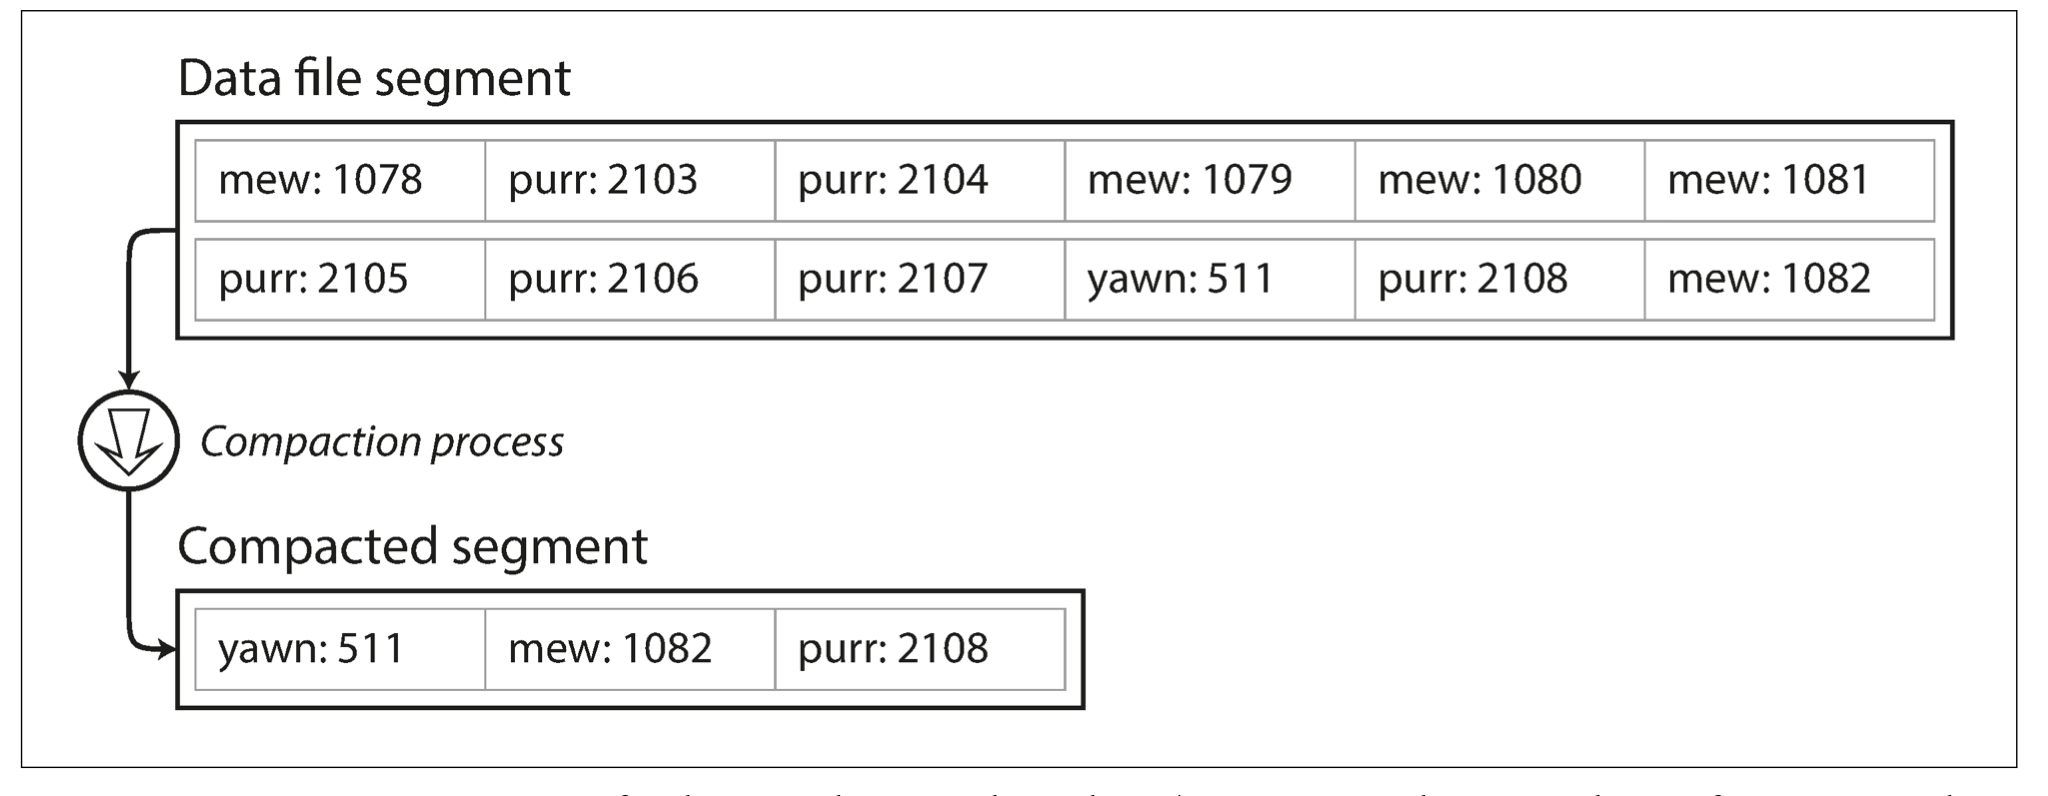 Data file segment
mew: 1078 purr: 2103 purr: 2104 mew: 1079 mew: 1080 mew: 1081
purr: 2105 purr: 2106 purr: 2107 yawn: 511 purr: 2108 mew: 1082
Compaction process
Compacted segment
yawn: 511 mew: 1082 purr: 2108